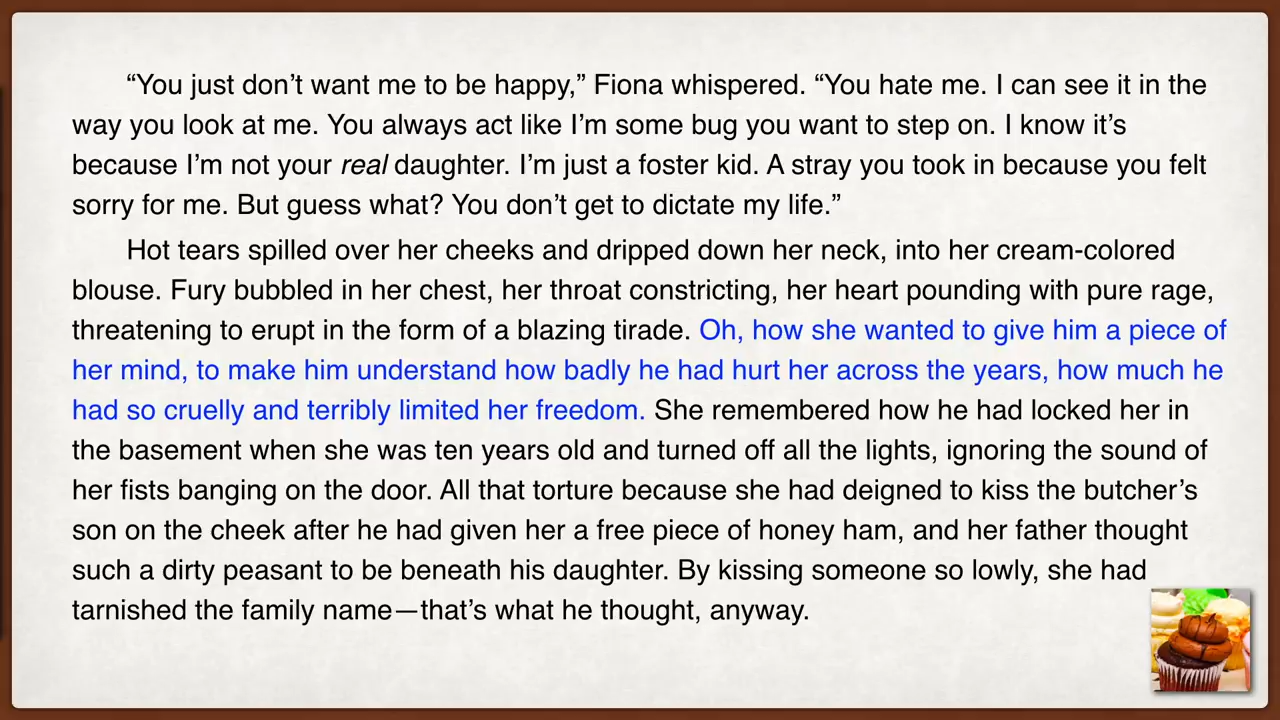 “You just don’t want me to be happy,” Fiona whispered. “You hate me. I can see it in the
way you look at me. You always act like I’m some bug you want to step on. I know it’s
because I’m not your real daughter. I’m just a foster kid. A stray you took in because you felt
sorry for me. But guess what? You don’t get to dictate my life.”
Hot tears spilled over her cheeks and dripped down her neck, into her cream-colored
blouse. Fury bubbled in her chest, her throat constricting, her heart pounding with pure rage,
threatening to erupt in the form of a blazing tirade. Oh, how she wanted to give him a piece of
her mind, to make him understand how badly he had hurt her across the years, how much he
had so cruelly and terribly limited her freedom. She remembered how he had locked her in
the basement when she was ten years old and turned off all the lights, ignoring the sound of
her fists banging on the door. All that torture because she had deigned to kiss the butcher’s
son on the cheek after he had given her a free piece of honey ham, and her father thought
such a dirty peasant to be beneath his daughter. By kissing someone so lowly, she had
tarnished the family name—that’s what he thought, anyway.